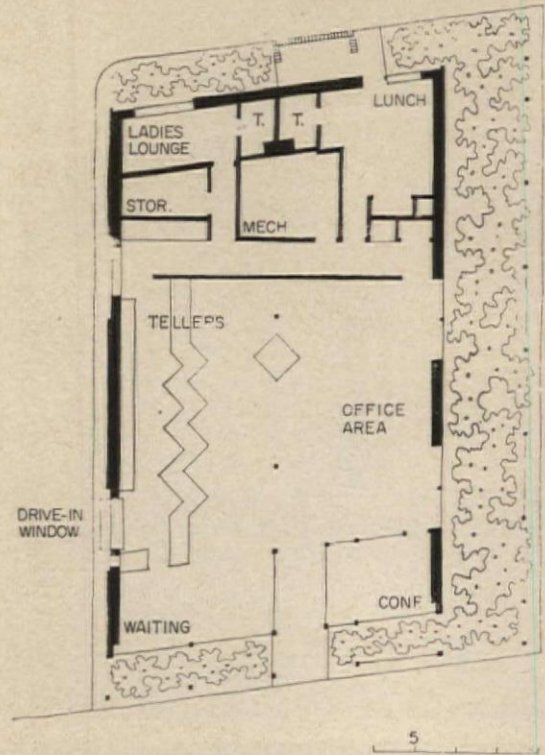 LUNCH
T. T.
LADIES
LOUNGE
STOR.
MECH
TELLERS
OFFICE
AREA
DRIVE-IN
WINDOW
CONF
WAITING
5